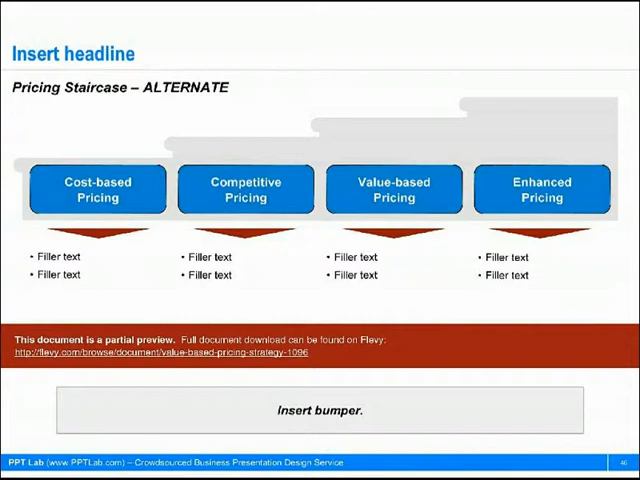 Insert headline
Pricing Staircase – ALTERNATE
Cost-based
Pricing
Competitive
Pricing
Value-based
Pricing
Enhanced
Pricing
• Filler text
• Filler text
• Filler text
• Filler text
• Filler text
• Filler text
• Filler text
• Filler text
This document is a partial preview. Full document download can be found on Flevy:
http://flevy.com/browse/document/value-based-pricing-strategy-1096
Insert bumper.
PPT Lab (www.PPTLab.com) – Crowdsourced Business Presentation Design Service
46